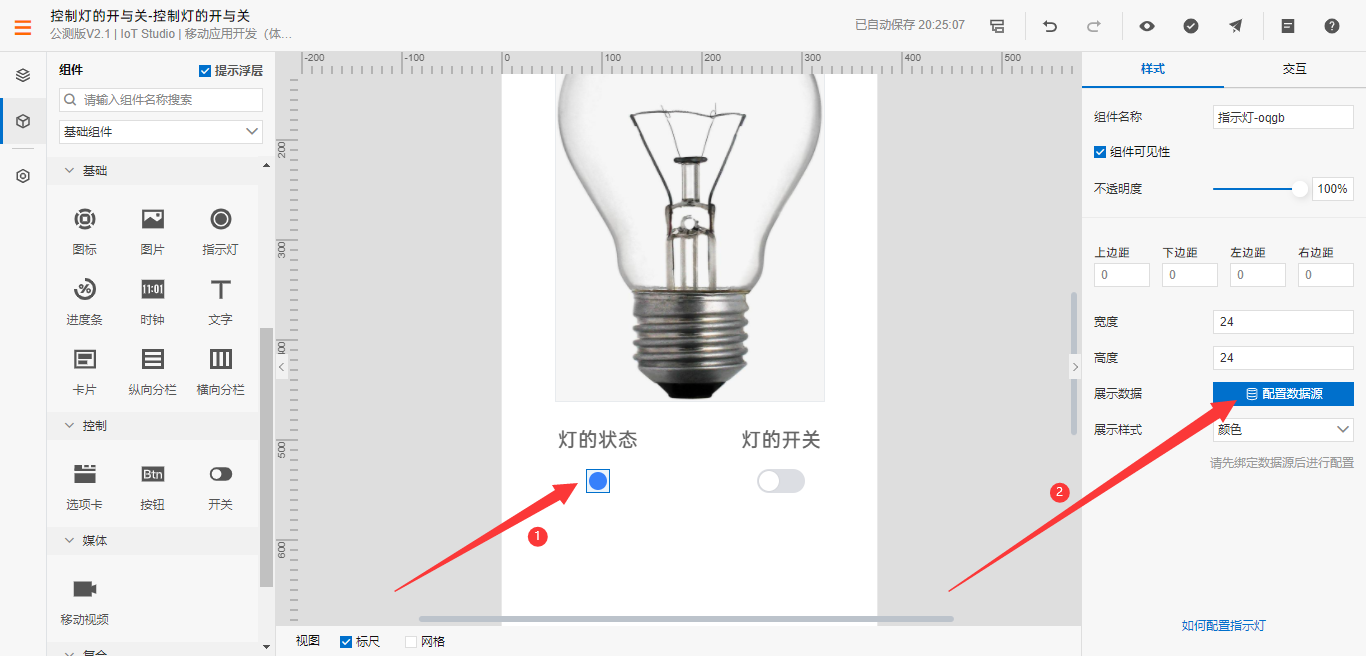 控制灯的开与关-控制灯的开与关
公测版V2.1 | IoT Studio | 移动应用开发（体...
已自动保存 20:25:07
组件
提示浮层
请输入组件名称搜索
基础组件
基础
图标 图片 指示灯
11:01
进度条 时钟 文字
卡片 纵向分栏 横向分栏
控制
Btn
选项卡 按钮 开关
媒体
移动视频
复合
-200 -100 0 100 200 300 400 500
200
300
400
500
600
灯的状态 灯的开关
1
2
视图 标尺 网格
样式 交互
组件名称 指示灯-oqgb
组件可见性
不透明度 100%
上边距 下边距 左边距 右边距
0 0 0 0
宽度 24
高度 24
展示数据 配置数据源
展示样式 颜色
请先绑定数据源后进行配置
如何配置指示灯